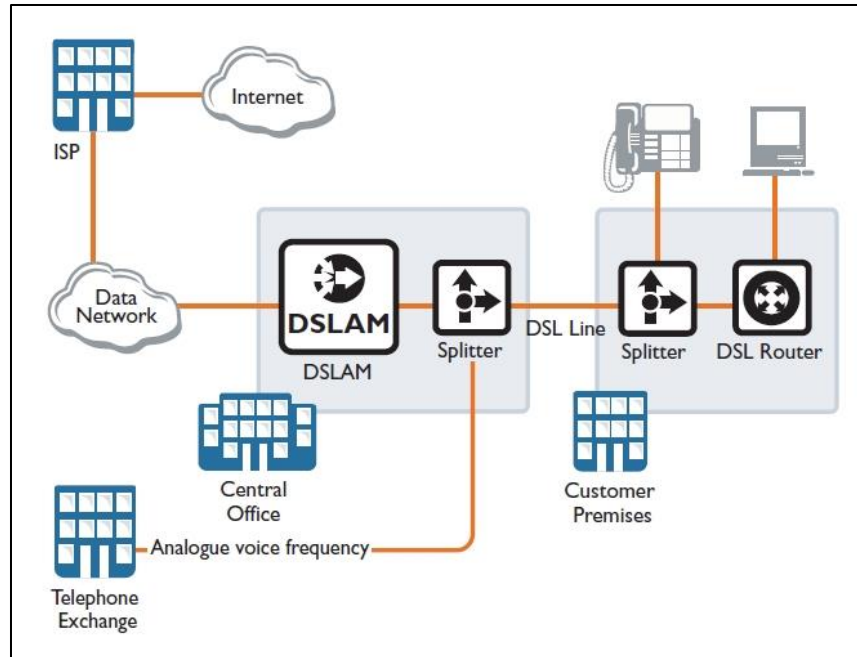 Internet
ISP
Data
Network
DSLAM
DSLAM
Splitter
DSL Line
Splitter
DSL Router
Central
Office
Customer
Premises
Analogue voice frequency
Telephone
Exchange